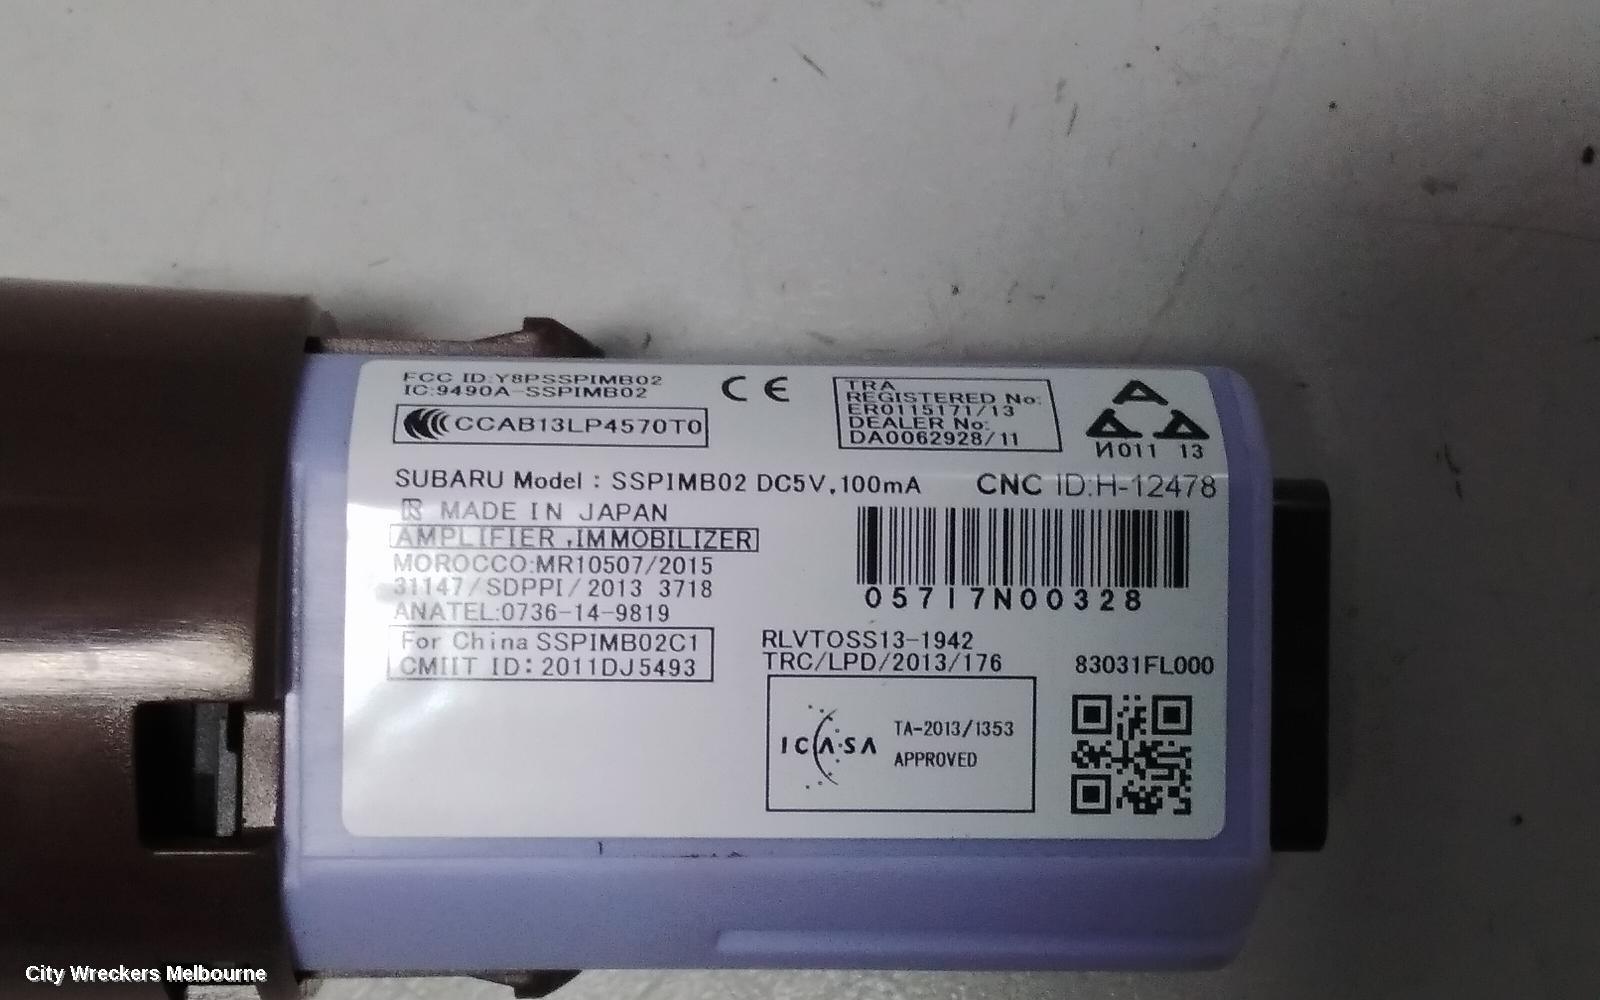 FCC ID:Y8PSSPIMB02
IC:9490A-SSPIMB02
CCAB13LP4570T0
CE
TRA
REGISTERED No:
ER0115171/13
DEALER No:
DA0062928/11
И011 13
SUBARU Model : SSPIMB02 DC5V,100mA
CNC ID:H-12478
R MADE IN JAPAN
AMPLIFIER ,IMMOBILIZER
MOROCCO:MR10507/2015
31147/SDPPI/2013 3718
ANATEL:0736-14-9819
For China SSPIMB02C1
CMIIT ID: 2011DJ5493
05717N00328
RLVTOSS13-1942
TRC/LPD/2013/176
83031FL000
ICASA
TA-2013/1353
APPROVED
City Wreckers Melbourne